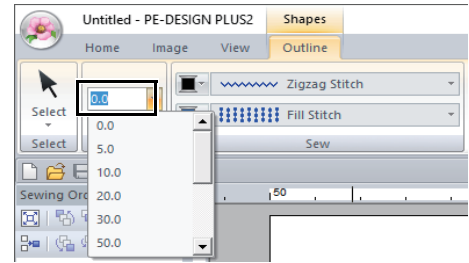 Untitled - PE-DESIGN PLUS2 Shapes
Home Image View Outline
Zigzag Stitch
Select
0.0
Fill Stitch
Select
Sew
0.0
5.0
10.0
20.0
30.0
50.0
Sewing Or
50